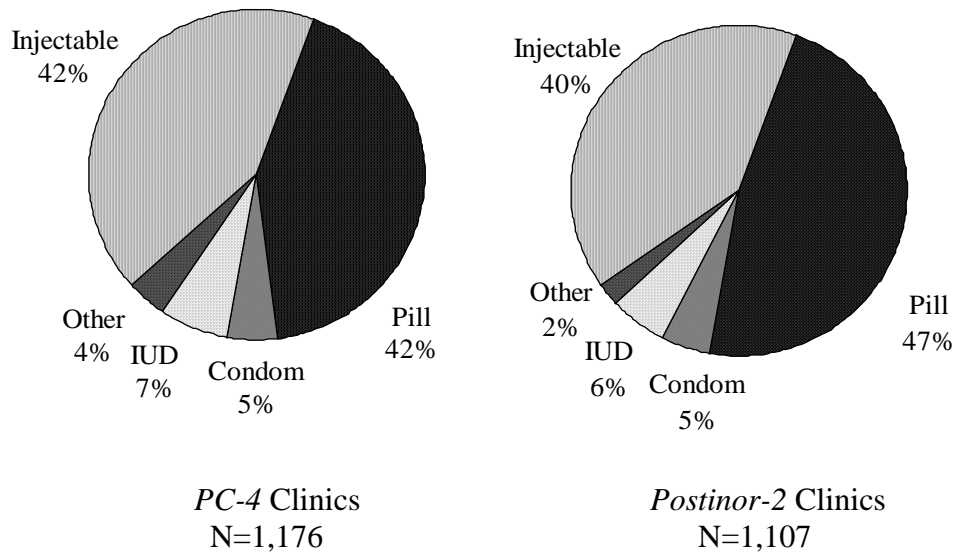 Injectable
42%
Pill
42%
Condom
5%
IUD
7%
Other
4%
PC-4 Clinics
N=1,176
Injectable
40%
Pill
47%
Condom
5%
IUD
6%
Other
2%
Postinor-2 Clinics
N=1,107